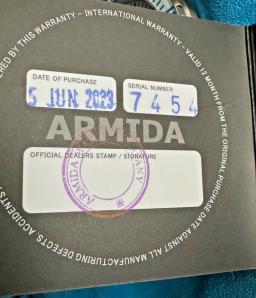 ERED BY THIS WARRANTY - INTERNATIONAL WARRANTY - VALID 12 MONTH FROM THE ORIGINAL PURCHASE DATE AGAINST ALL MANUFACTURING DEFECTS. ACCIDENTS
DATE OF PURCHASE
5 JUN 2023
SERIAL NUMBER
7454
ARMIDA
OFFICIAL DEALERS STAMP / SIGNATURE
ARMIDA